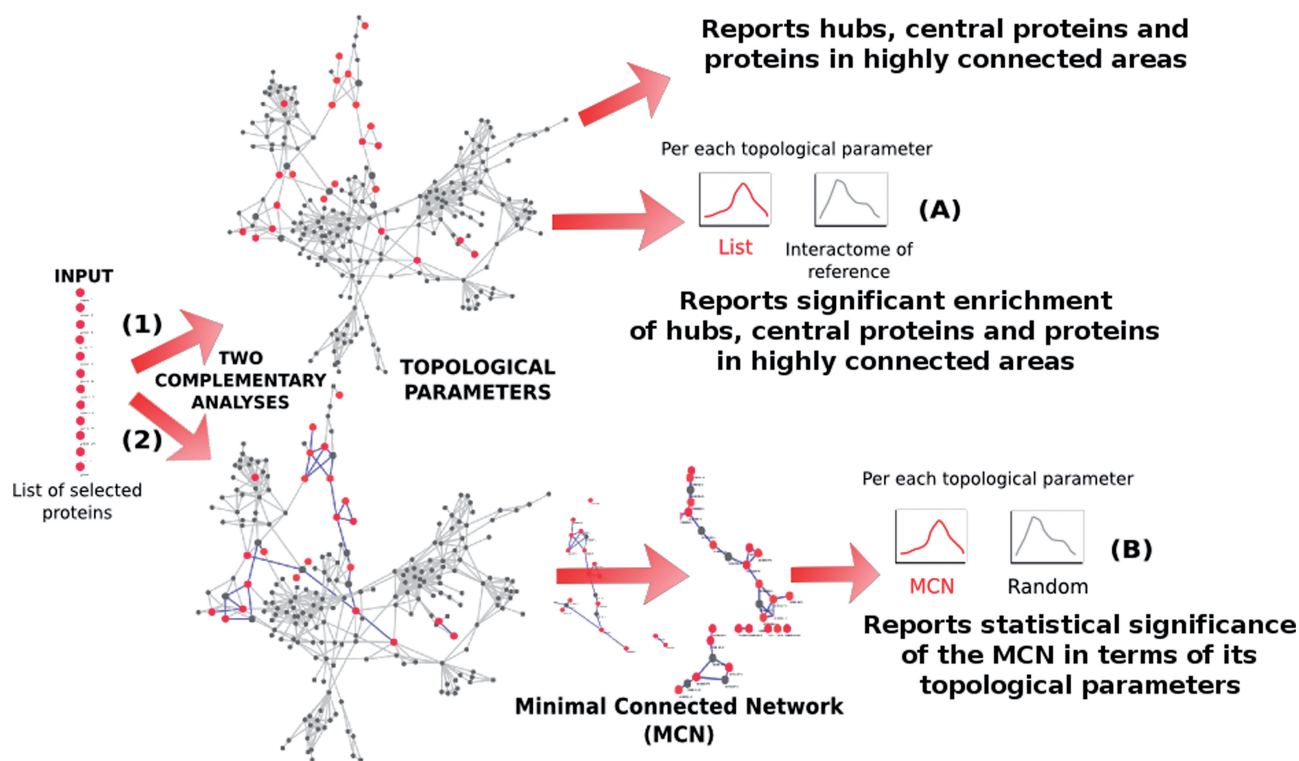 Reports hubs, central proteins and
proteins in highly connected areas
Per each topological parameter
List
Interactome of
reference
(A)
Reports significant enrichment
of hubs, central proteins and proteins
in highly connected areas
INPUT
(1)
TWO
COMPLEMENTARY
ANALYSES
(2)
List of selected
proteins
TOPOLOGICAL
PARAMETERS
Minimal Connected Network
(MCN)
Per each topological parameter
MCN
Random
(B)
Reports statistical significance
of the MCN in terms of its
topological parameters